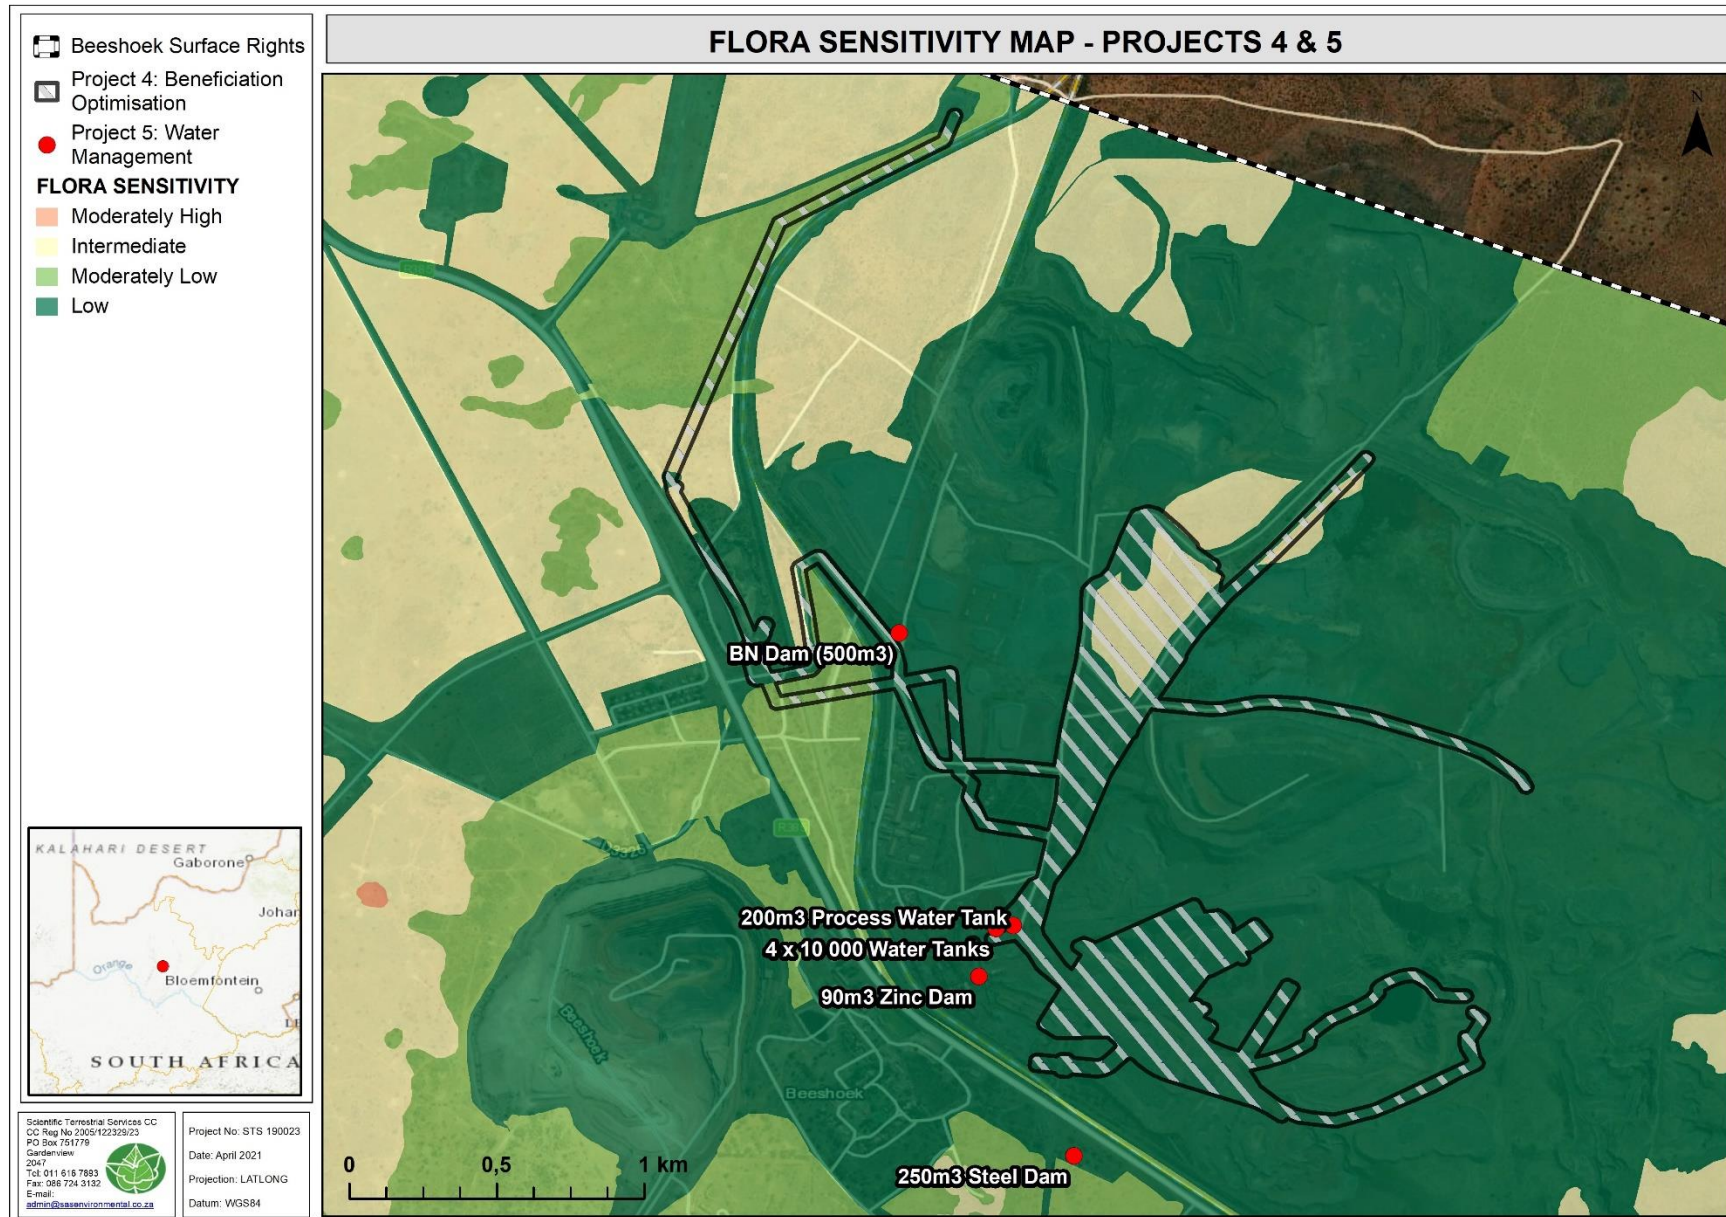 Beeshoek Surface Rights
Project 4: Beneficiation
Optimisation
Project 5: Water
Management
FLORA SENSITIVITY
Moderately High
Intermediate
Moderately Low
Low
FLORA SENSITIVITY MAP - PROJECTS 4 & 5
N
BN Dam (500m3)
D3325
200m3 Process Water Tank
4 x 10 000 Water Tanks
90m3 Zinc Dam
Beeshoek
Beeshoek
250m3 Steel Dam
0 0,5 1 km
KALAHARI DESERT
Gaborone
Johar
Orange
Bloemfontein
LE
SOUTH AFRICA
Scientific Terrestrial Services CC
CC Reg No 2005/122329/23
PO Box 751779
Gardenview
2047
Tel: 011 616 7893
Fax: 086 724 3132
E-mail:
admin@sasenvironmental.co.za
Project No: STS 190023
Date: April 2021
Projection: LATLONG
Datum: WGS84